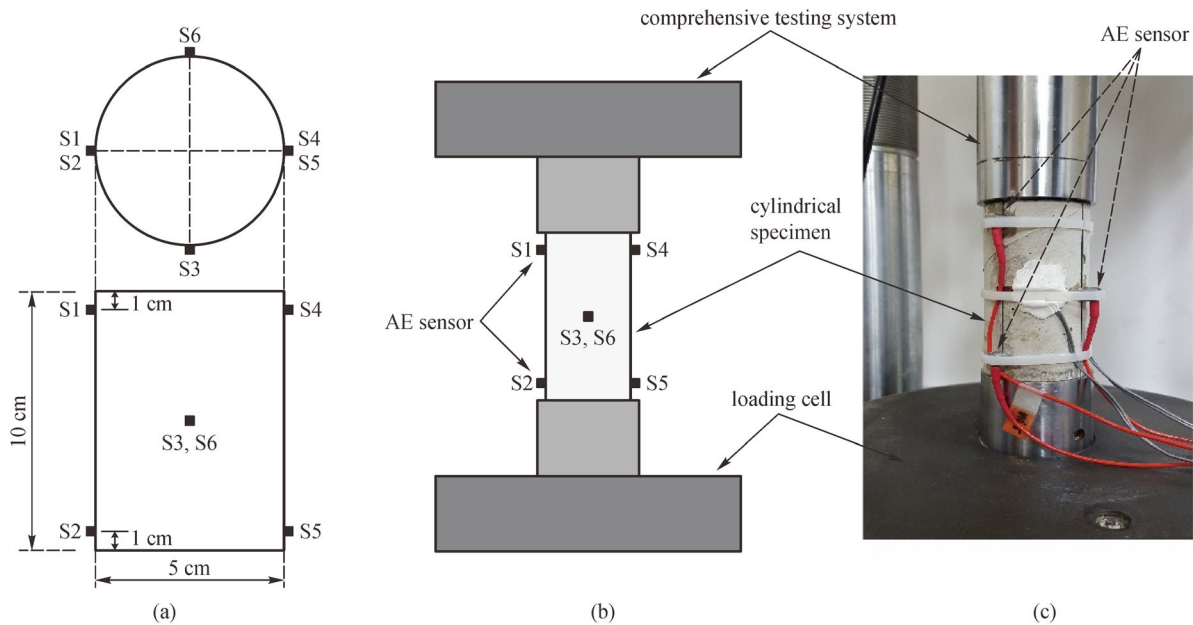 S6
S1
S2
S4
S5
S3
S1
1 cm
S4
10 cm
S3, S6
S2
1 cm
S5
5 cm
(a)
comprehensive testing system
S1
S4
AE sensor
S3, S6
S2
S5
cylindrical
specimen
loading cell
(b)
AE sensor
(c)